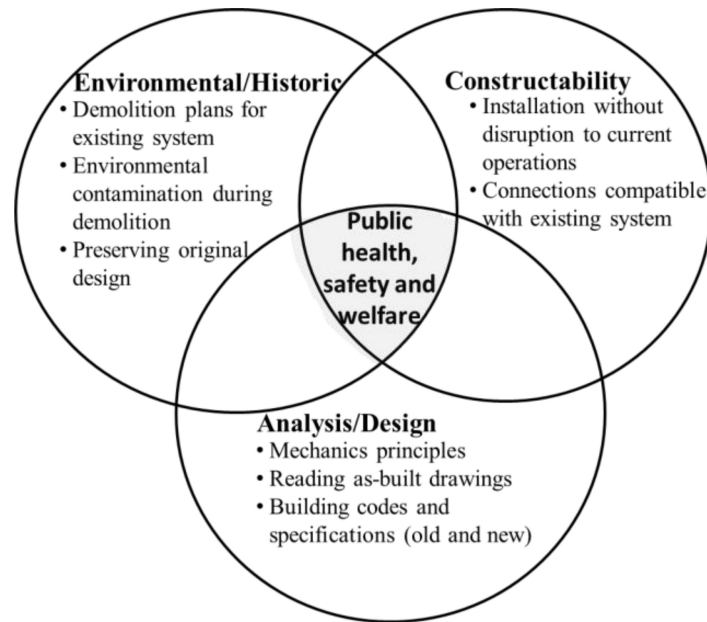 Environmental/Historic
• Demolition plans for
existing system
• Environmental
contamination during
demolition
• Preserving original
design
Constructability
• Installation without
disruption to current
operations
• Connections compatible
with existing system
Public
health,
safety and
welfare
Analysis/Design
• Mechanics principles
• Reading as-built drawings
• Building codes and
specifications (old and new)